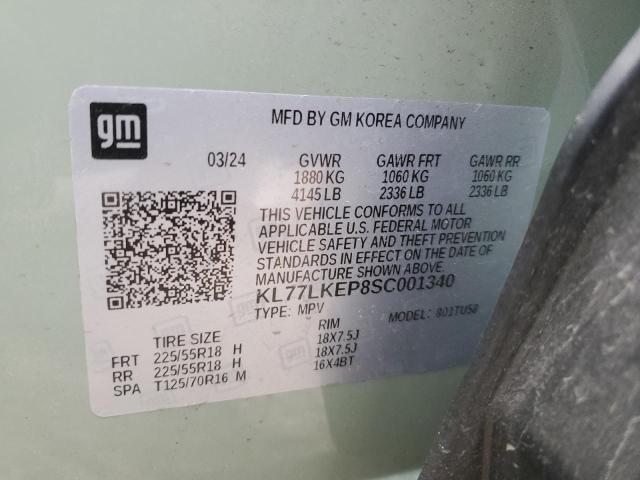 gm
MFD BY GM KOREA COMPANY
03/24 GVWR GAWR FRT GAWR RR
1880 KG 1060 KG 1060 KG
4145 LB 2336 LB 2336 LB
THIS VEHICLE CONFORMS TO ALL
APPLICABLE U.S. FEDERAL MOTOR
VEHICLE SAFETY AND THEFT PREVENTION
STANDARDS IN EFFECT ON THE DATE OF
MANUFACTURE SHOWN ABOVE.
KL77LKEP8SC001340
TYPE: MPV MODEL: 801TU58
TIRE SIZE RIM
FRT 225/55R18 H 18X7.5J
RR 225/55R18 H 18X7.5J
SPA T125/70R16 M 16X4BT